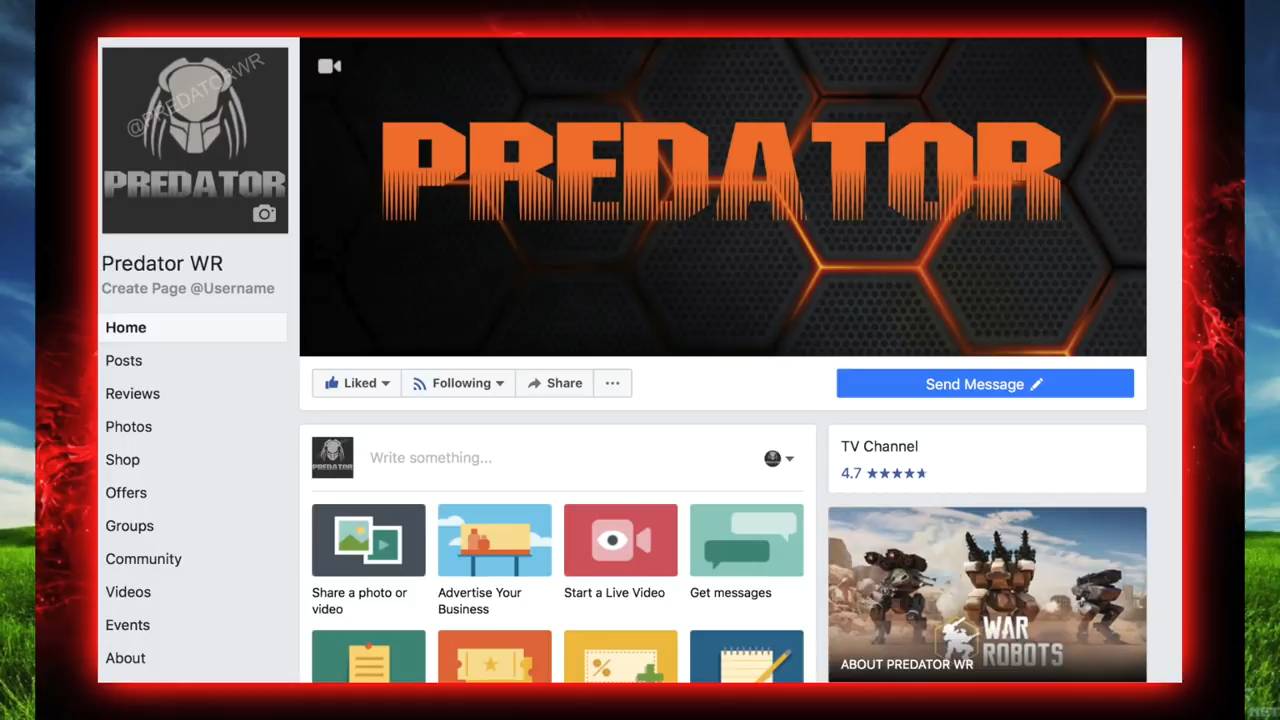 @PREDATORWR
PREDATOR
Predator WR
Create Page @Username
Home
Posts
Reviews
Photos
Shop
Offers
Groups
Community
Videos
Events
About
PREDATOR
Liked
Following
Share
Send Message
PREDATOR
Write something...
Share a photo or
video
Advertise Your
Business
Start a Live Video
Get messages
TV Channel
4.7
WAR
ROBOTS
ABOUT PREDATOR WR